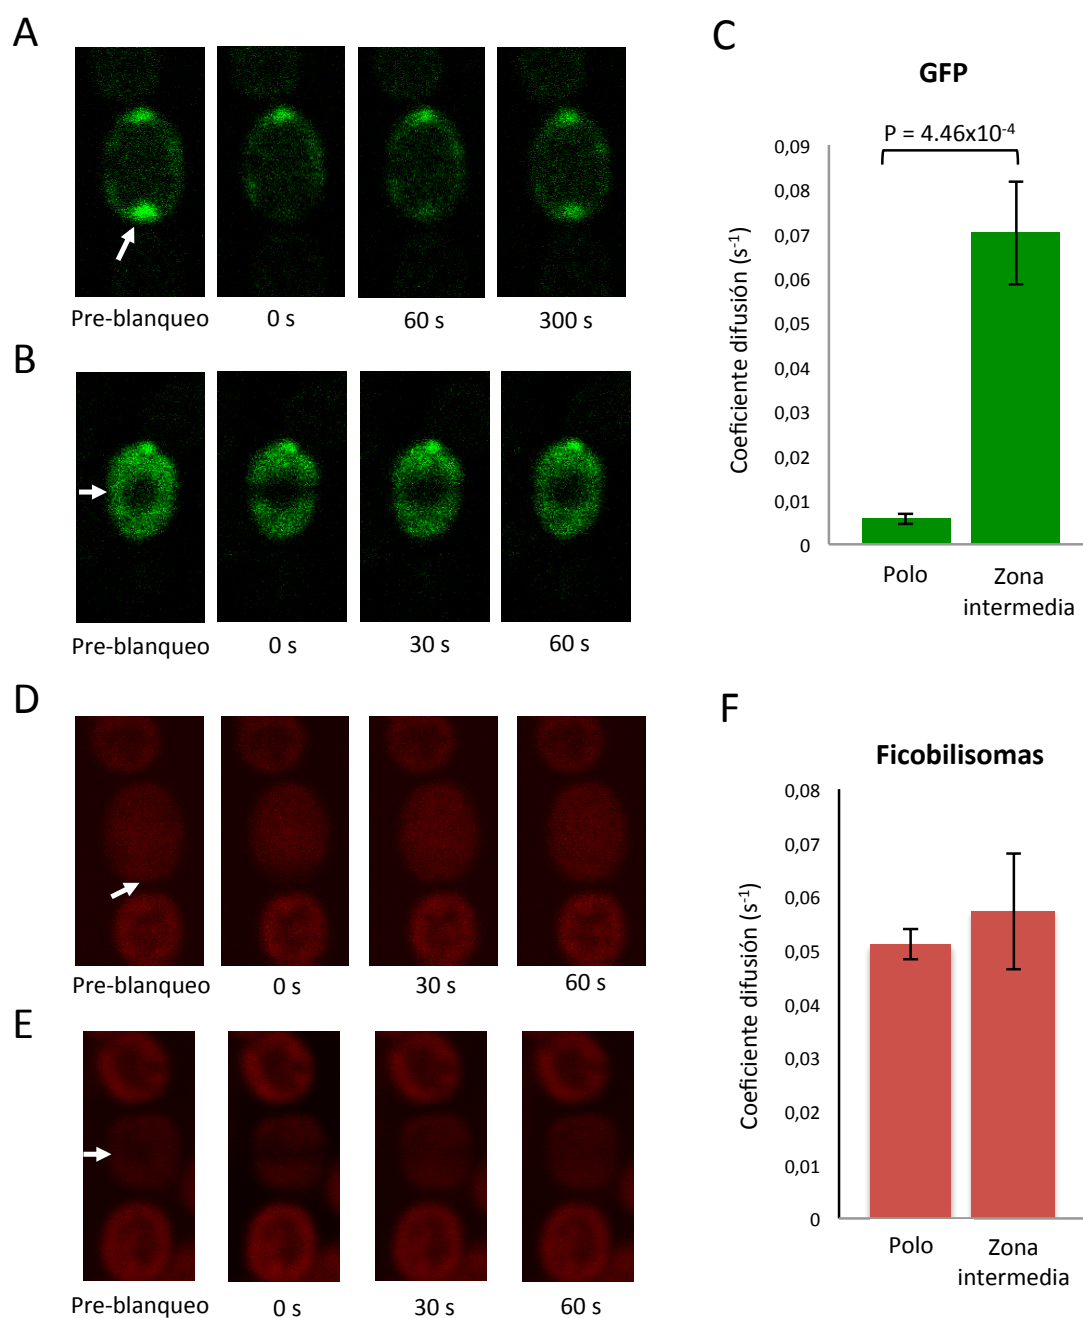 A
Pre-blanqueo 0 s 60 s 300 s
B
Pre-blanqueo 0 s 30 s 60 s
C
GFP
P = 4.46x10⁻⁴
Coeficiente difusión (s⁻¹)
0,09
0,08
0,07
0,06
0,05
0,04
0,03
0,02
0,01
0
Polo Zona
intermedia
D
Pre-blanqueo 0 s 30 s 60 s
E
Pre-blanqueo 0 s 30 s 60 s
F
Ficobilisomas
Coeficiente difusión (s⁻¹)
0,08
0,07
0,06
0,05
0,04
0,03
0,02
0,01
0
Polo Zona
intermedia